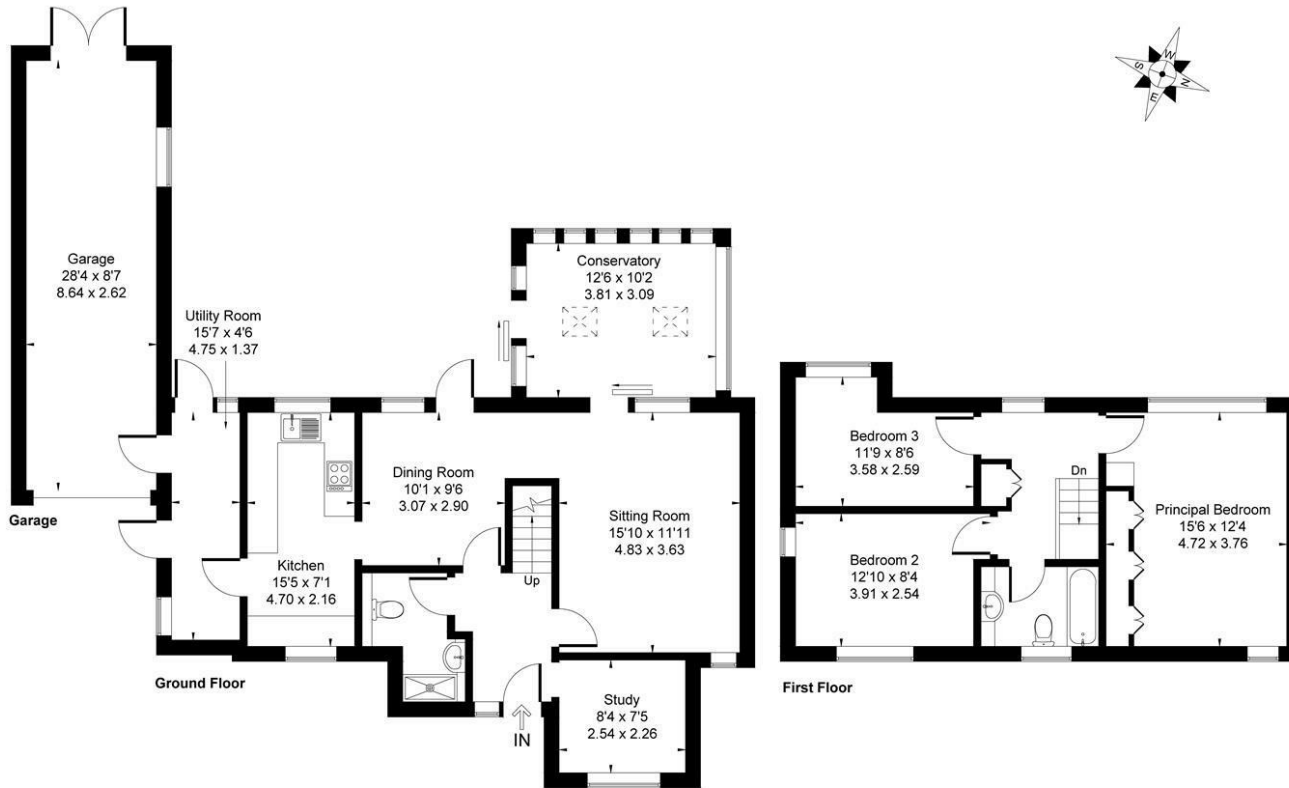 W
N
S
E
Garage
28'4 x 8'7
8.64 x 2.62
Utility Room
15'7 x 4'6
4.75 x 1.37
Conservatory
12'6 x 10'2
3.81 x 3.09
Dining Room
10'1 x 9'6
3.07 x 2.90
Kitchen
15'5 x 7'1
4.70 x 2.16
Up
Sitting Room
15'10 x 11'11
4.83 x 3.63
Garage
Ground Floor
IN
Study
8'4 x 7'5
2.54 x 2.26
Bedroom 3
11'9 x 8'6
3.58 x 2.59
Dn
Bedroom 2
12'10 x 8'4
3.91 x 2.54
Principal Bedroom
15'6 x 12'4
4.72 x 3.76
First Floor